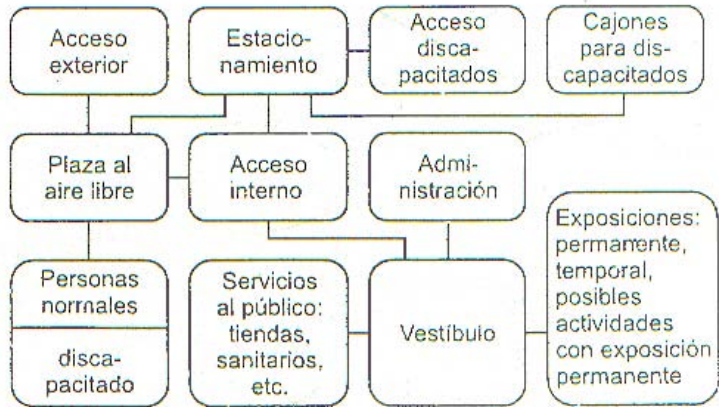 Acceso
exterior
Estacio-
namiento
Acceso
disca-
pacitados
Cajones
para dis-
capacitados
Plaza al
aire libre
Acceso
interno
Admi-
nistración
Exposiciones:
permanente,
temporal,
posibles
actividades
con exposición
permanente
Personas
normales
disca-
pacitado
Servicios
al público:
tiendas,
sanitarios,
etc.
Vestíbulo